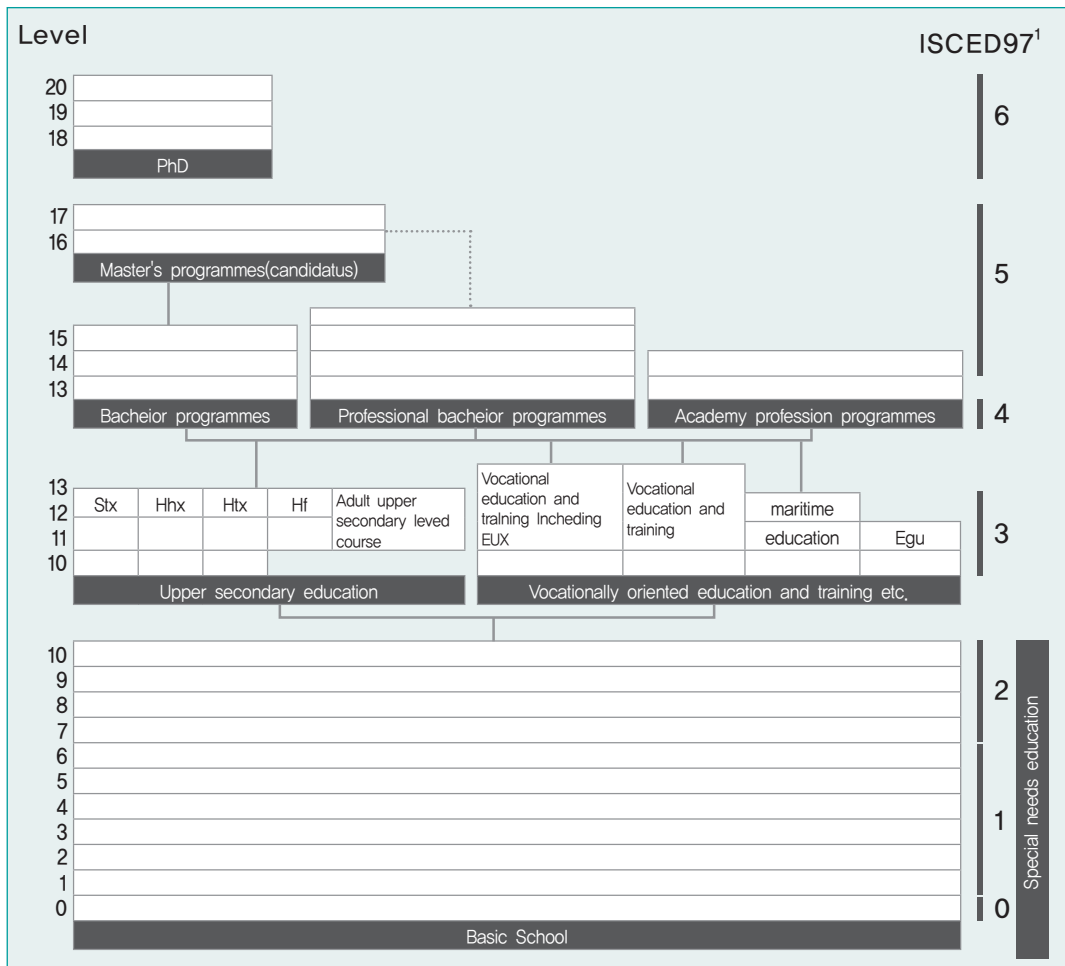 Level
ISCED97¹
20
19
18
PhD
6
17
16
Master's programmes(candidatus)
5
15
14
13
Bacheior programmes
Professional bacheior programmes
Academy profession programmes
4
13
12
11
10
Stx
Hhx
Htx
Hf
Adult upper
secondary leved
course
Vocational
education and
tralning Incheding
EUX
Vocational
education and
training
maritime
education
Egu
3
Upper secondary education
Vocationally oriented education and training etc.
10
9
8
7
6
5
4
3
2
1
0
2
1
0
Special needs education
Basic School